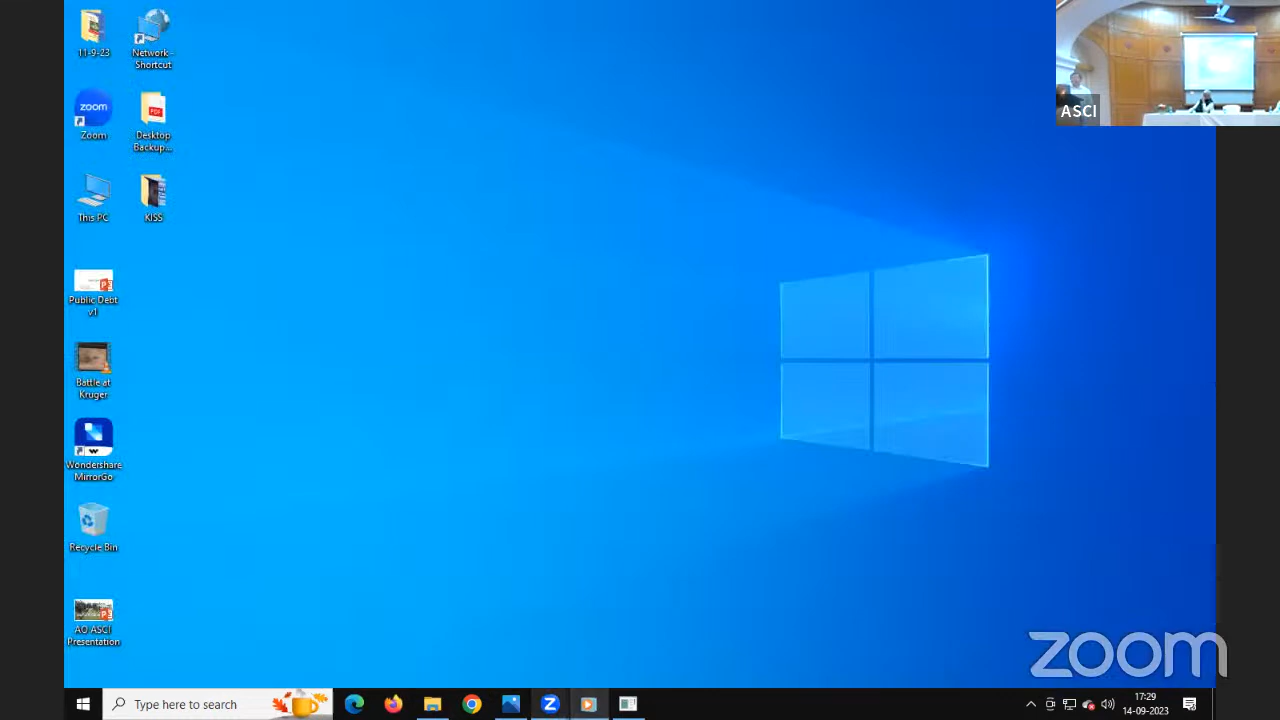 11-9-23
Network -
Shortcut
zoom
Zoom
PDF
Desktop
Backup...
This PC
KISS
Public Debt
v1
Battle at
Kruger
Wondershare
MirrorGo
Recycle Bin
AO ASCI
Presentation
ASCI
zoom
Type here to search
17:29
14-09-2023